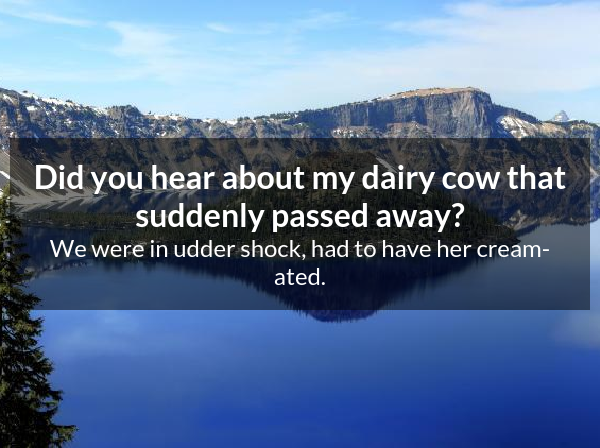 Did you hear about my dairy cow that
suddenly passed away?
We were in udder shock, had to have her cream-
ated.